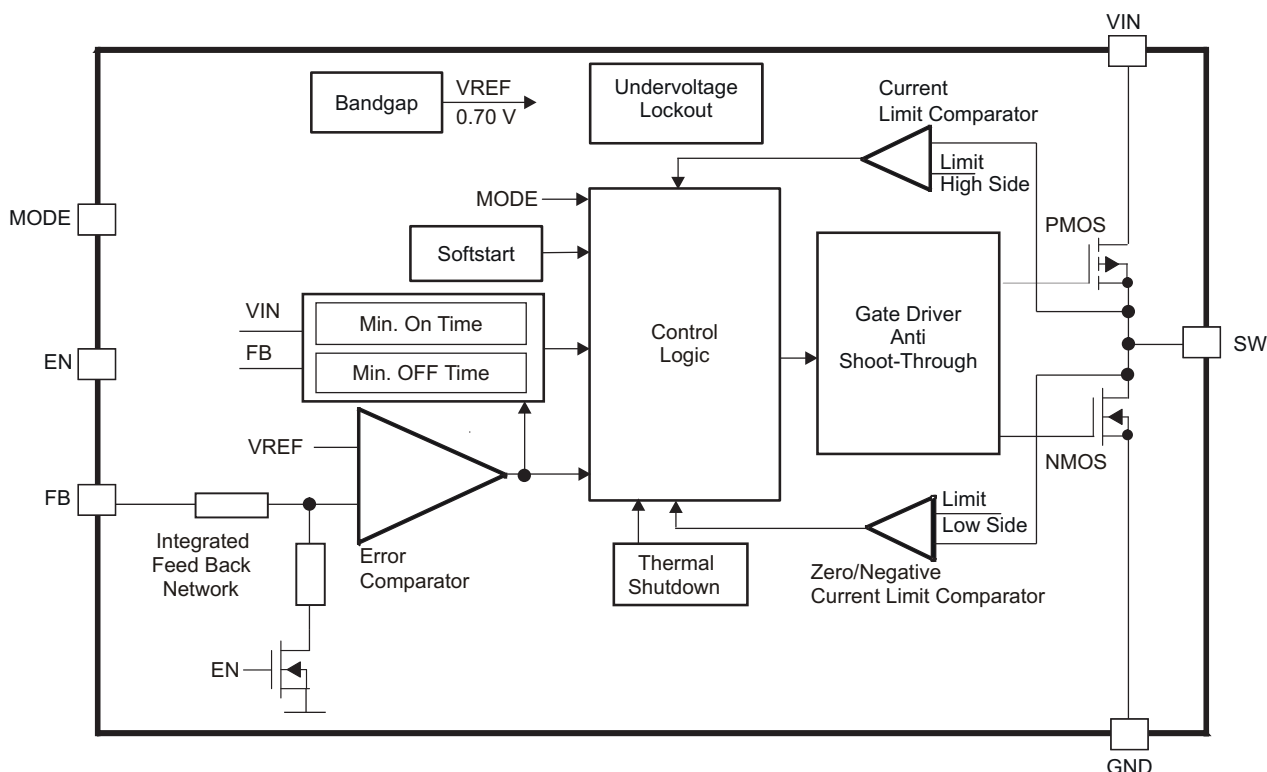 VIN
Bandgap
VREF
0.70 V
Undervoltage
Lockout
Current
Limit Comparator
Limit
High Side
MODE
MODE
PMOS
Softstart
VIN
Min. On Time
FB
Min. OFF Time
Control
Logic
Gate Driver
Anti
Shoot-Through
EN
SW
VREF
NMOS
FB
Integrated
Feed Back
Network
Error
Comparator
Limit
Low Side
Thermal
Shutdown
Zero/Negative
Current Limit Comparator
EN
GND